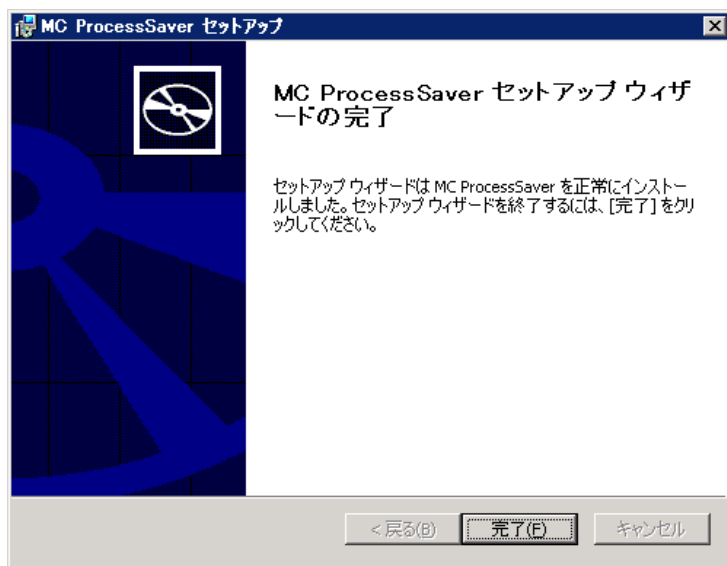 MC ProcessSaver セットアップ
MC ProcessSaver セットアップ ウィザ
ードの完了
セットアップ ウィザードは MC ProcessSaver を正常にインストー
ルしました。セットアップ ウィザードを終了するには、[完了] をクリ
ックしてください。
< 戻る(B)
完了(F)
キャンセル